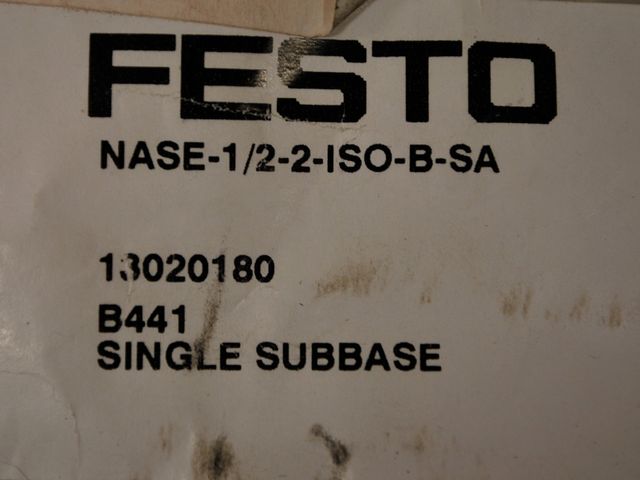 FESTO
NASE-1/2-2-ISO-B-SA
13020180
B441
SINGLE SUBBASE